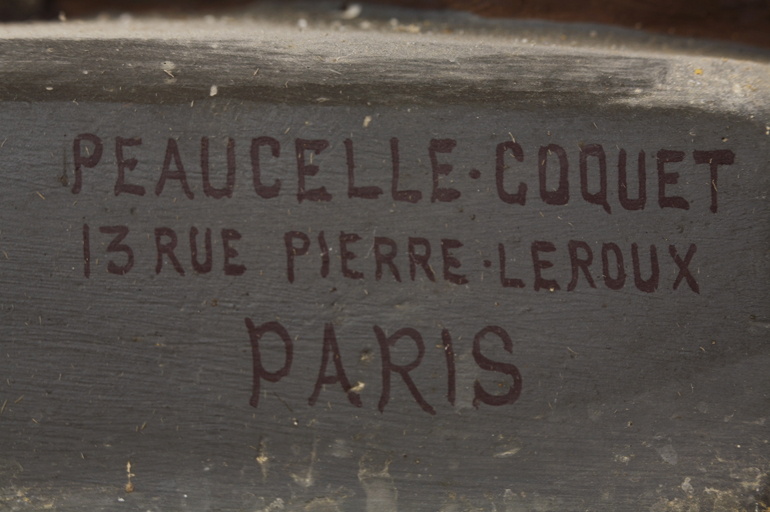 PEAUCELLE·COQUET
13 RUE PIERRE·LEROUX
PARIS